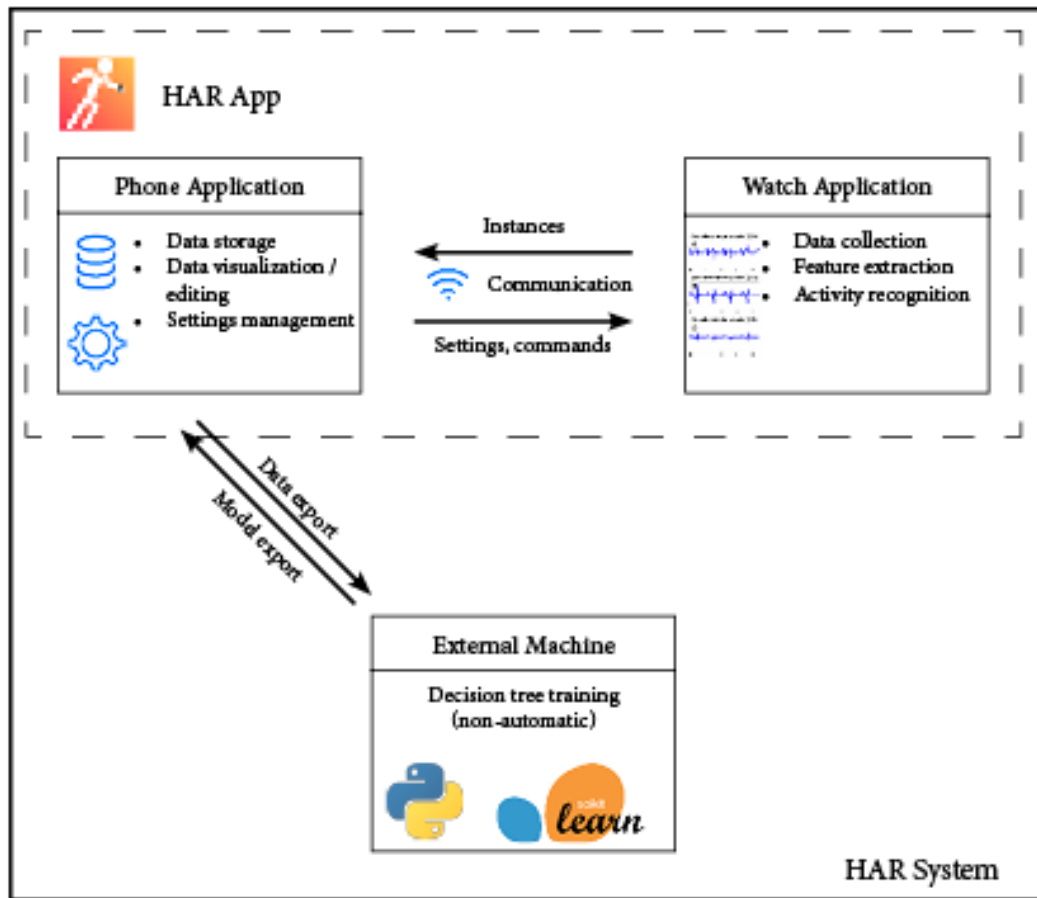 HAR App
Phone Application
• Data storage
• Data visualization /
editing
• Settings management
Instances
Communication
Settings, commands
Watch Application
• Data collection
• Feature extraction
• Activity recognition
Data export
Model export
External Machine
Decision tree training
(non-automatic)
scikit
learn
HAR System